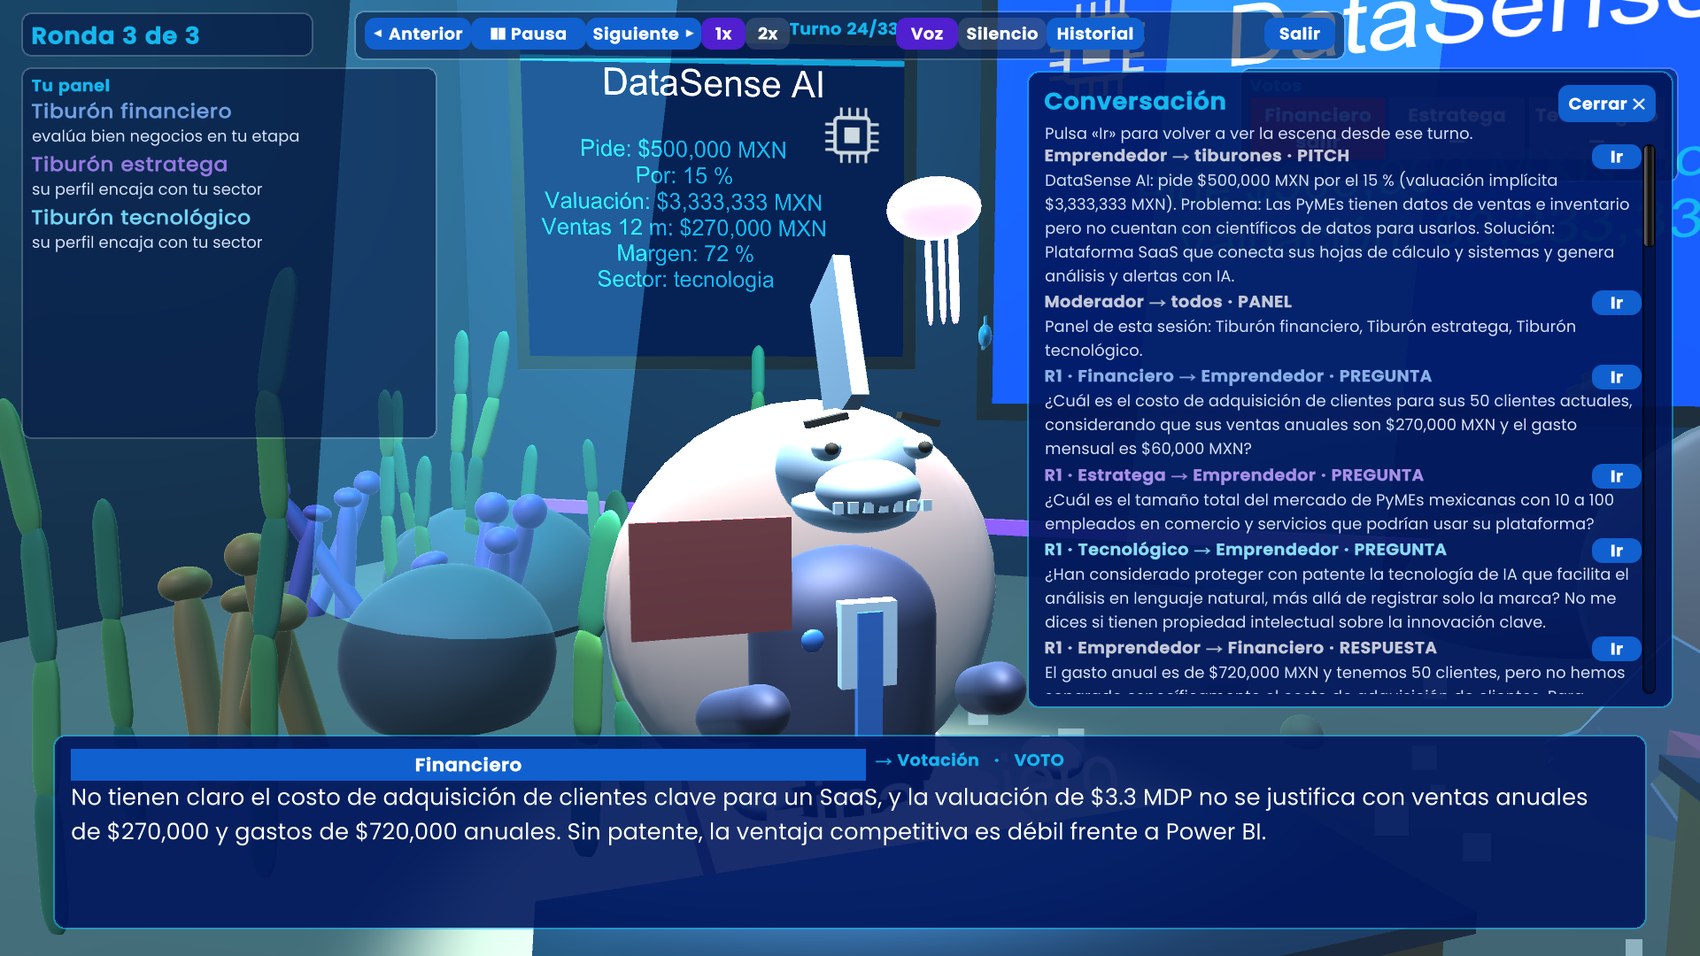 Ronda 3 de 3
Anterior
Pausa
Siguiente
1x
2x
Turno 24/33
Voz
Silencio
Historial
Salir
DataSense
Tu panel
Tiburón financiero
evalúa bien negocios en tu etapa
Tiburón estratega
su perfil encaja con tu sector
Tiburón tecnológico
su perfil encaja con tu sector
DataSense AI
Pide: $500,000 MXN
Por: 15 %
Valuación: $3,333,333 MXN
Ventas 12 m: $270,000 MXN
Margen: 72 %
Sector: tecnologia
Votos
Financiero
Estratega
Conversación
Cerrar ✕
Pulsa «Ir» para volver a ver la escena desde ese turno.
Emprendedor → tiburones · PITCH
Ir
DataSense AI: pide $500,000 MXN por el 15 % (valuación implícita
$3,333,333 MXN). Problema: Las PyMEs tienen datos de ventas e inventario
pero no cuentan con científicos de datos para usarlos. Solución:
Plataforma SaaS que conecta sus hojas de cálculo y sistemas y genera
análisis y alertas con IA.
Moderador → todos · PANEL
Ir
Panel de esta sesión: Tiburón financiero, Tiburón estratega, Tiburón
tecnológico.
R1 · Financiero → Emprendedor · PREGUNTA
Ir
¿Cuál es el costo de adquisición de clientes para sus 50 clientes actuales,
considerando que sus ventas anuales son $270,000 MXN y el gasto
mensual es $60,000 MXN?
R1 · Estratega → Emprendedor · PREGUNTA
Ir
¿Cuál es el tamaño total del mercado de PyMEs mexicanas con 10 a 100
empleados en comercio y servicios que podrían usar su plataforma?
R1 · Tecnológico → Emprendedor · PREGUNTA
Ir
¿Han considerado proteger con patente la tecnología de IA que facilita el
análisis en lenguaje natural, más allá de registrar solo la marca? No me
dices si tienen propiedad intelectual sobre la innovación clave.
R1 · Emprendedor → Financiero · RESPUESTA
Ir
El gasto anual es de $720,000 MXN y tenemos 50 clientes, pero no hemos
separado específicamente el costo de adquisición de clientes. Para
Financiero
→ Votación · VOTO
No tienen claro el costo de adquisición de clientes clave para un SaaS, y la valuación de $3.3 MDP no se justifica con ventas anuales
de $270,000 y gastos de $720,000 anuales. Sin patente, la ventaja competitiva es débil frente a Power BI.